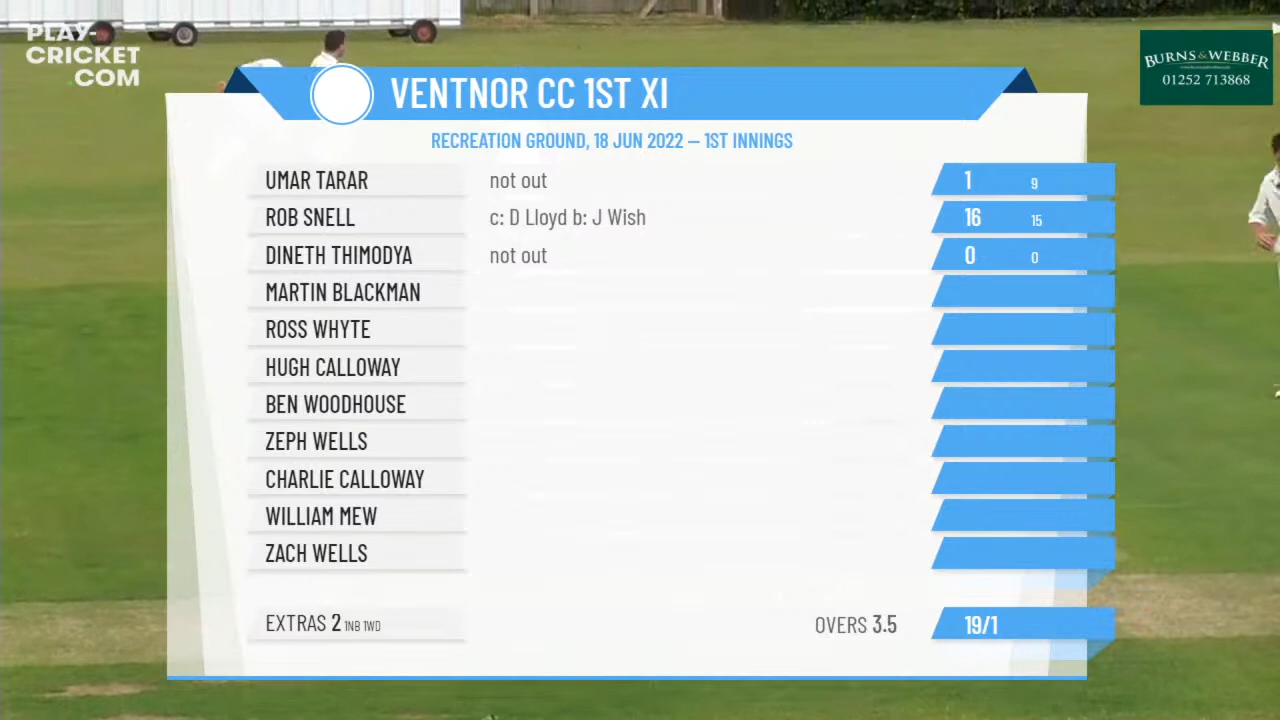 PLAY-
CRICKET
.COM
BURNS & WEBBER
01252 713868
VENTNOR CC 1ST XI
RECREATION GROUND, 18 JUN 2022 – 1ST INNINGS
UMAR TARAR not out 1 9
ROB SNELL c: D Lloyd b: J Wish 16 15
DINETH THIMODYA not out 0 0
MARTIN BLACKMAN
ROSS WHYTE
HUGH CALLOWAY
BEN WOODHOUSE
ZEPH WELLS
CHARLIE CALLOWAY
WILLIAM MEW
ZACH WELLS
EXTRAS 2 1NB 1WD OVERS 3.5 19/1